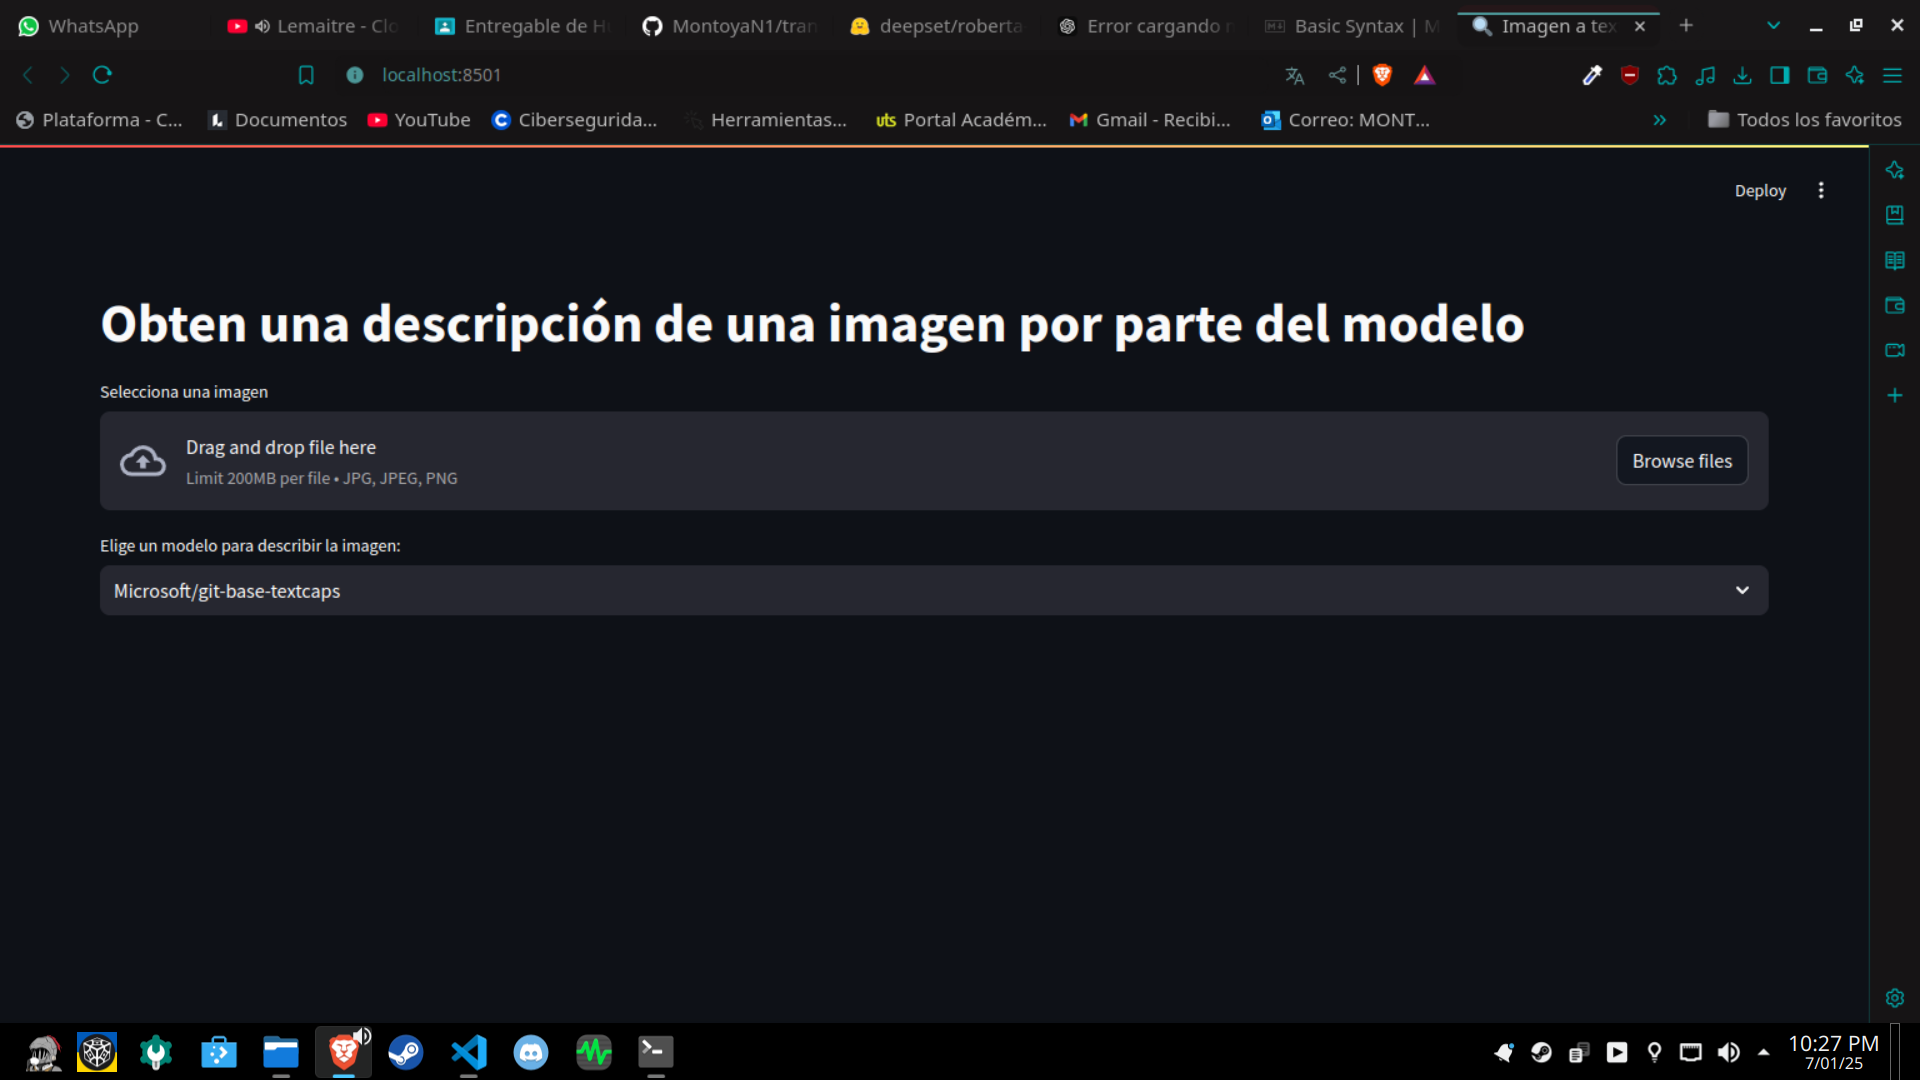 WhatsApp
Lemaitre - Clo
Entregable de H
MontoyaN1/tran
deepset/roberta
Error cargando
Basic Syntax | M
Imagen a tex
localhost:8501
Plataforma - C...
Documentos
YouTube
Cibersegurida...
Herramientas...
uts Portal Académ...
Gmail - Recibi...
Correo: MONT...
Todos los favoritos
Deploy
Obten una descripción de una imagen por parte del modelo
Selecciona una imagen
Drag and drop file here
Limit 200MB per file • JPG, JPEG, PNG
Browse files
Elige un modelo para describir la imagen:
Microsoft/git-base-textcaps
10:27 PM
7/01/25